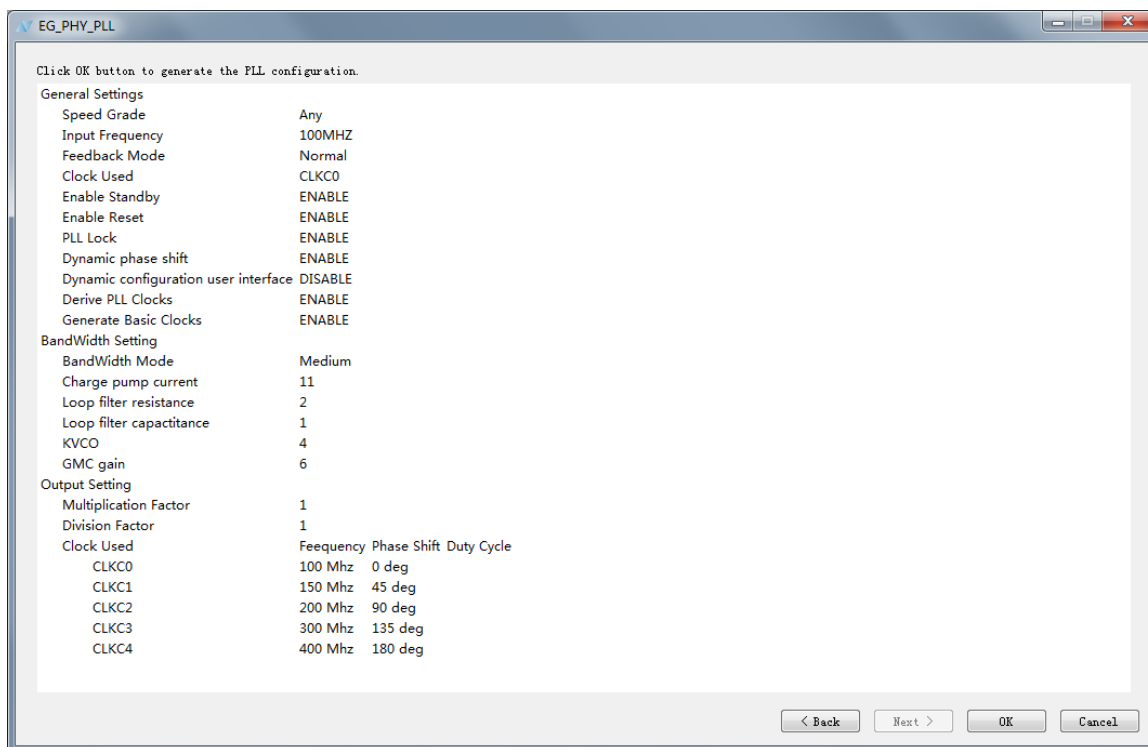 EG_PHY_PLL
Click OK button to generate the PLL configuration.
General Settings
Speed Grade Any
Input Frequency 100MHZ
Feedback Mode Normal
Clock Used CLKC0
Enable Standby ENABLE
Enable Reset ENABLE
PLL Lock ENABLE
Dynamic phase shift ENABLE
Dynamic configuration user interface DISABLE
Derive PLL Clocks ENABLE
Generate Basic Clocks ENABLE
BandWidth Setting
BandWidth Mode Medium
Charge pump current 11
Loop filter resistance 2
Loop filter capactitance 1
KVCO 4
GMC gain 6
Output Setting
Multiplication Factor 1
Division Factor 1
Clock Used Feequency Phase Shift Duty Cycle
CLKC0 100 Mhz 0 deg
CLKC1 150 Mhz 45 deg
CLKC2 200 Mhz 90 deg
CLKC3 300 Mhz 135 deg
CLKC4 400 Mhz 180 deg
< Back Next > OK Cancel